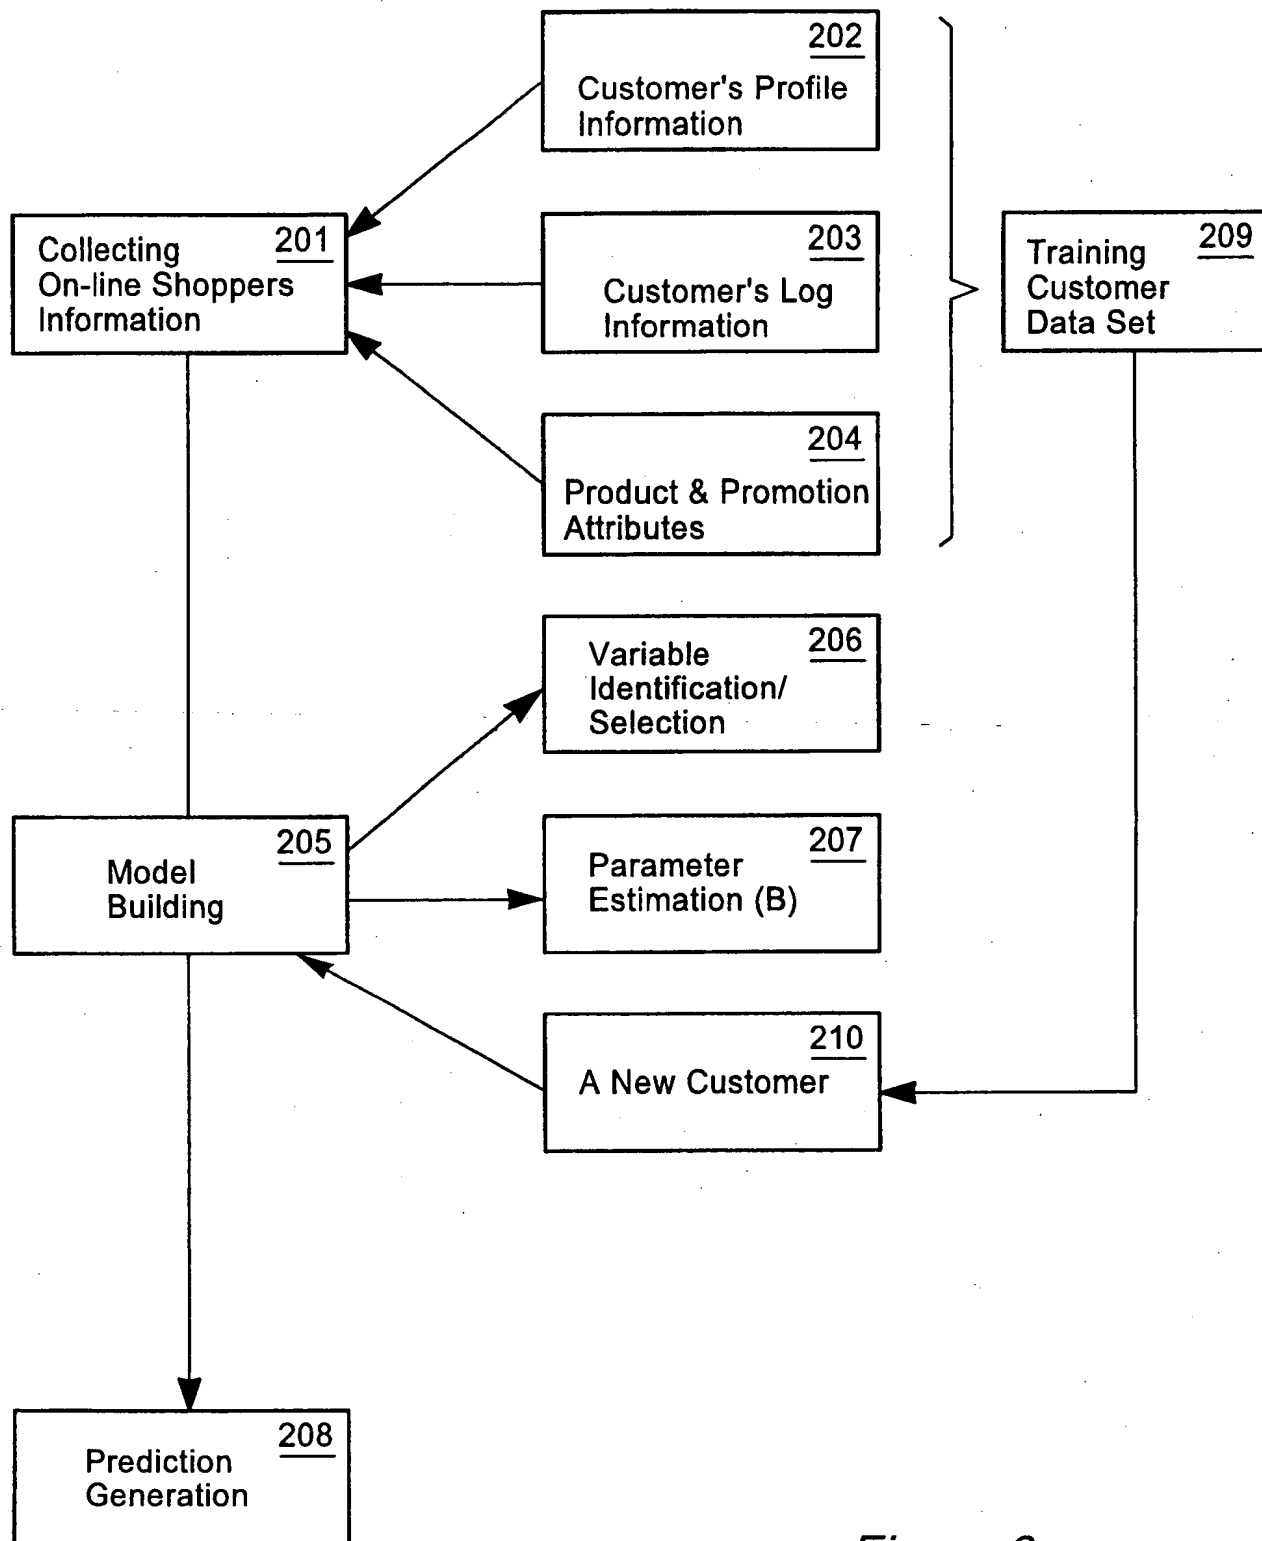 202
Customer's Profile
Information
201
Collecting
On-line Shoppers
Information
203
Customer's Log
Information
209
Training
Customer
Data Set
204
Product & Promotion
Attributes
206
Variable
Identification/
Selection
205
Model
Building
207
Parameter
Estimation (B)
210
A New Customer
208
Prediction
Generation